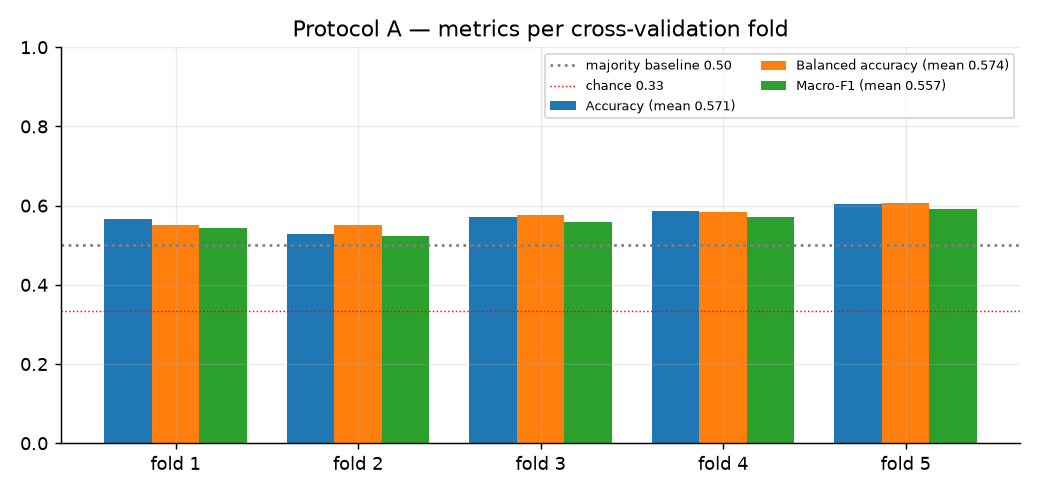 Protocol A — metrics per cross-validation fold
majority baseline 0.50
chance 0.33
Accuracy (mean 0.571)
Balanced accuracy (mean 0.574)
Macro-F1 (mean 0.557)
1.0
0.8
0.6
0.4
0.2
0.0
fold 1
fold 2
fold 3
fold 4
fold 5